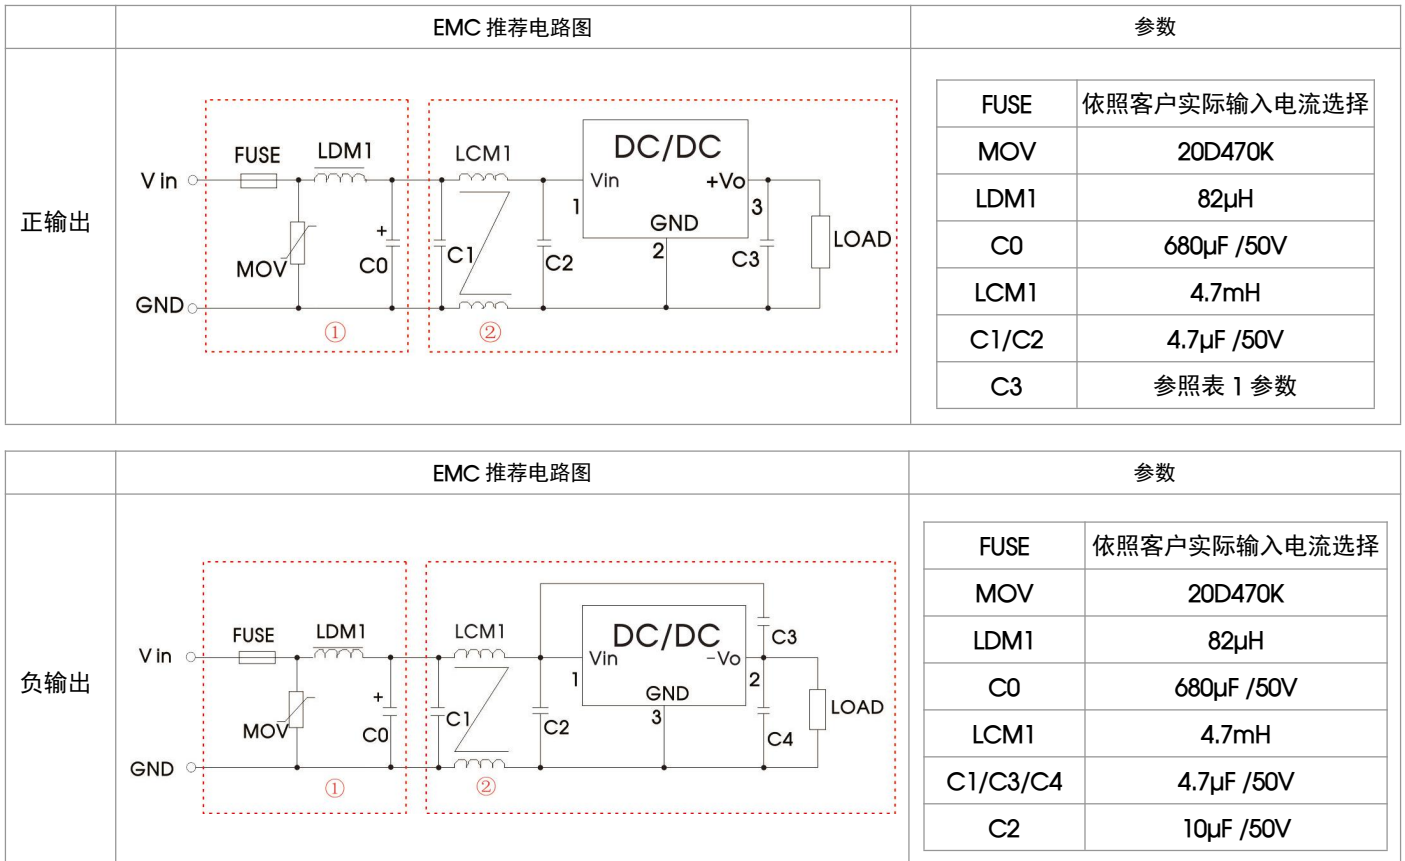 EMC 推荐电路图 参数
正输出
FUSE LDM1 LCM1 DC/DC
V in Vin +Vo
1 GND 3
2
MOV + C0 C1 C2 C3 LOAD
GND
① ②
FUSE 依照客户实际输入电流选择
MOV 20D470K
LDM1 82μH
C0 680μF /50V
LCM1 4.7mH
C1/C2 4.7μF /50V
C3 参照表 1 参数
EMC 推荐电路图 参数
负输出
FUSE LDM1 LCM1 DC/DC C3
V in Vin -Vo
1 GND 2
3
MOV + C0 C1 C2 C4 LOAD
GND
① ②
FUSE 依照客户实际输入电流选择
MOV 20D470K
LDM1 82μH
C0 680μF /50V
LCM1 4.7mH
C1/C3/C4 4.7μF /50V
C2 10μF /50V